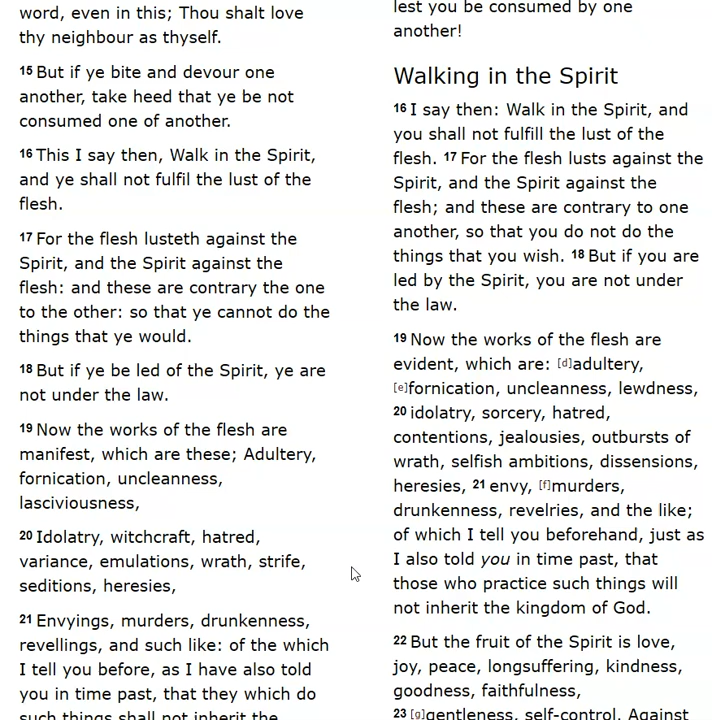 word, even in this; Thou shalt love
thy neighbour as thyself.
15 But if ye bite and devour one
another, take heed that ye be not
consumed one of another.
16 This I say then, Walk in the Spirit,
and ye shall not fulfil the lust of the
flesh.
17 For the flesh lusteth against the
Spirit, and the Spirit against the
flesh: and these are contrary the one
to the other: so that ye cannot do the
things that ye would.
18 But if ye be led of the Spirit, ye are
not under the law.
19 Now the works of the flesh are
manifest, which are these; Adultery,
fornication, uncleanness,
lasciviousness,
20 Idolatry, witchcraft, hatred,
variance, emulations, wrath, strife,
seditions, heresies,
21 Envyings, murders, drunkenness,
revellings, and such like: of the which
I tell you before, as I have also told
you in time past, that they which do
such things shall not inherit the
lest you be consumed by one
another!
Walking in the Spirit
16 I say then: Walk in the Spirit, and
you shall not fulfill the lust of the
flesh. 17 For the flesh lusts against the
Spirit, and the Spirit against the
flesh; and these are contrary to one
another, so that you do not do the
things that you wish. 18 But if you are
led by the Spirit, you are not under
the law.
19 Now the works of the flesh are
evident, which are: [d]adultery,
[e]fornication, uncleanness, lewdness,
20 idolatry, sorcery, hatred,
contentions, jealousies, outbursts of
wrath, selfish ambitions, dissensions,
heresies, 21 envy, [f]murders,
drunkenness, revelries, and the like;
of which I tell you beforehand, just as
I also told you in time past, that
those who practice such things will
not inherit the kingdom of God.
22 But the fruit of the Spirit is love,
joy, peace, longsuffering, kindness,
goodness, faithfulness,
23 [g]gentleness, self-control. Against